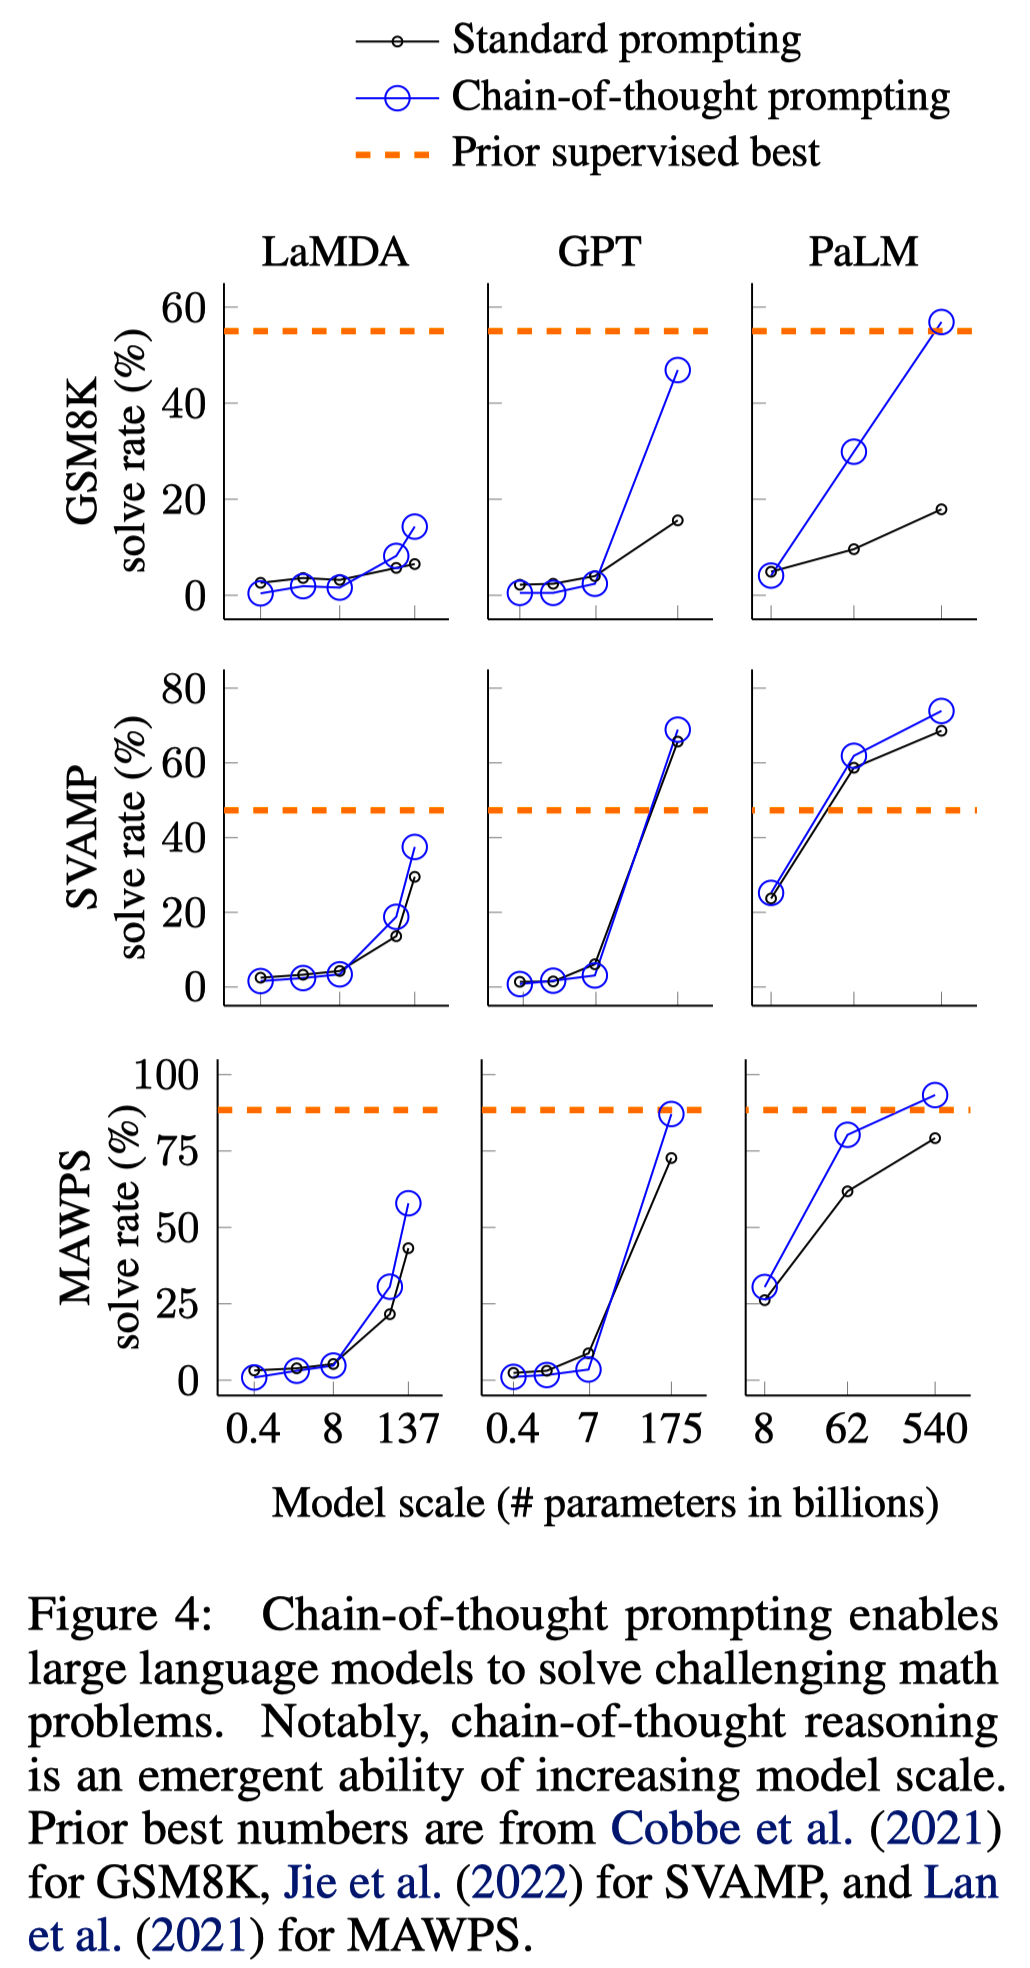 Standard prompting
Chain-of-thought prompting
Prior supervised best
LaMDA GPT PaLM
GSM8K
solve rate (%)
60
40
20
0
SVAMP
solve rate (%)
80
60
40
20
0
MAWPS
solve rate (%)
100
75
50
25
0
0.4 8 137 0.4 7 175 8 62 540
Model scale (# parameters in billions)
Figure 4: Chain-of-thought prompting enables
large language models to solve challenging math
problems. Notably, chain-of-thought reasoning
is an emergent ability of increasing model scale.
Prior best numbers are from Cobbe et al. (2021)
for GSM8K, Jie et al. (2022) for SVAMP, and Lan
et al. (2021) for MAWPS.